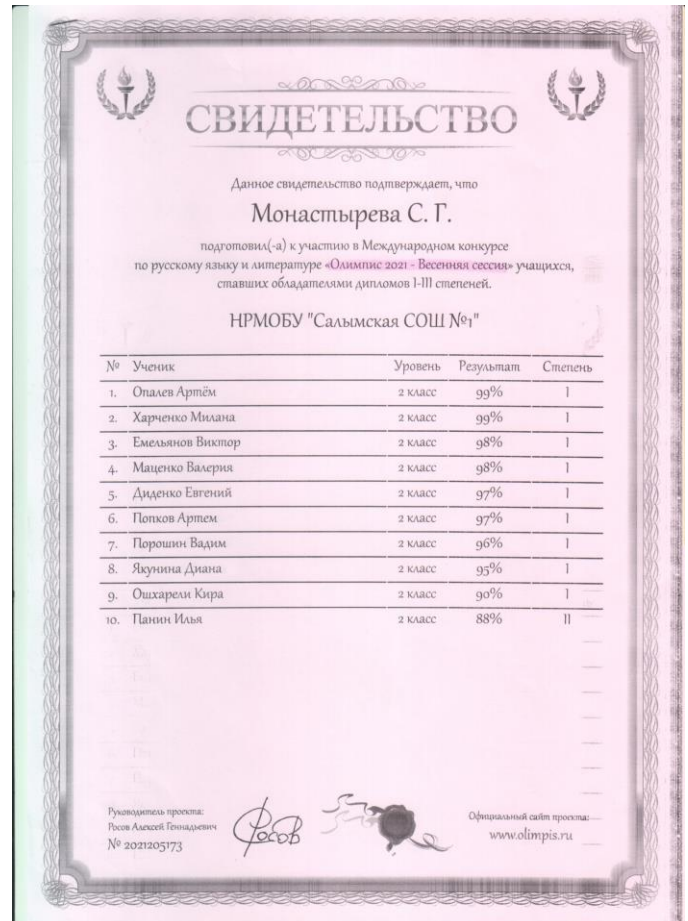 СВИДЕТЕЛЬСТВО
Данное свидетельство подтверждает, что
Монастырева С. Г.
подготовил(-а) к участию в Международном конкурсе
по русскому языку и литературе «Олимпис 2021 - Весенняя сессия» учащихся,
ставших обладателями дипломов I-III степеней.
НРМОБУ "Салымская СОШ №1"
№ Ученик Уровень Результат Степень
1. Опалев Артём 2 класс 99% I
2. Харченко Милана 2 класс 99% I
3. Емельянов Виктор 2 класс 98% I
4. Маценко Валерия 2 класс 98% I
5. Диденко Евгений 2 класс 97% I
6. Попков Артем 2 класс 97% I
7. Порошин Вадим 2 класс 96% I
8. Якунина Диана 2 класс 95% I
9. Ошхарели Кира 2 класс 90% I
10. Панин Илья 2 класс 88% II
Руководитель проекта:
Росов Алексей Геннадьевич
№ 2021205173
Росов
Официальный сайт проекта:
www.olimpis.ru